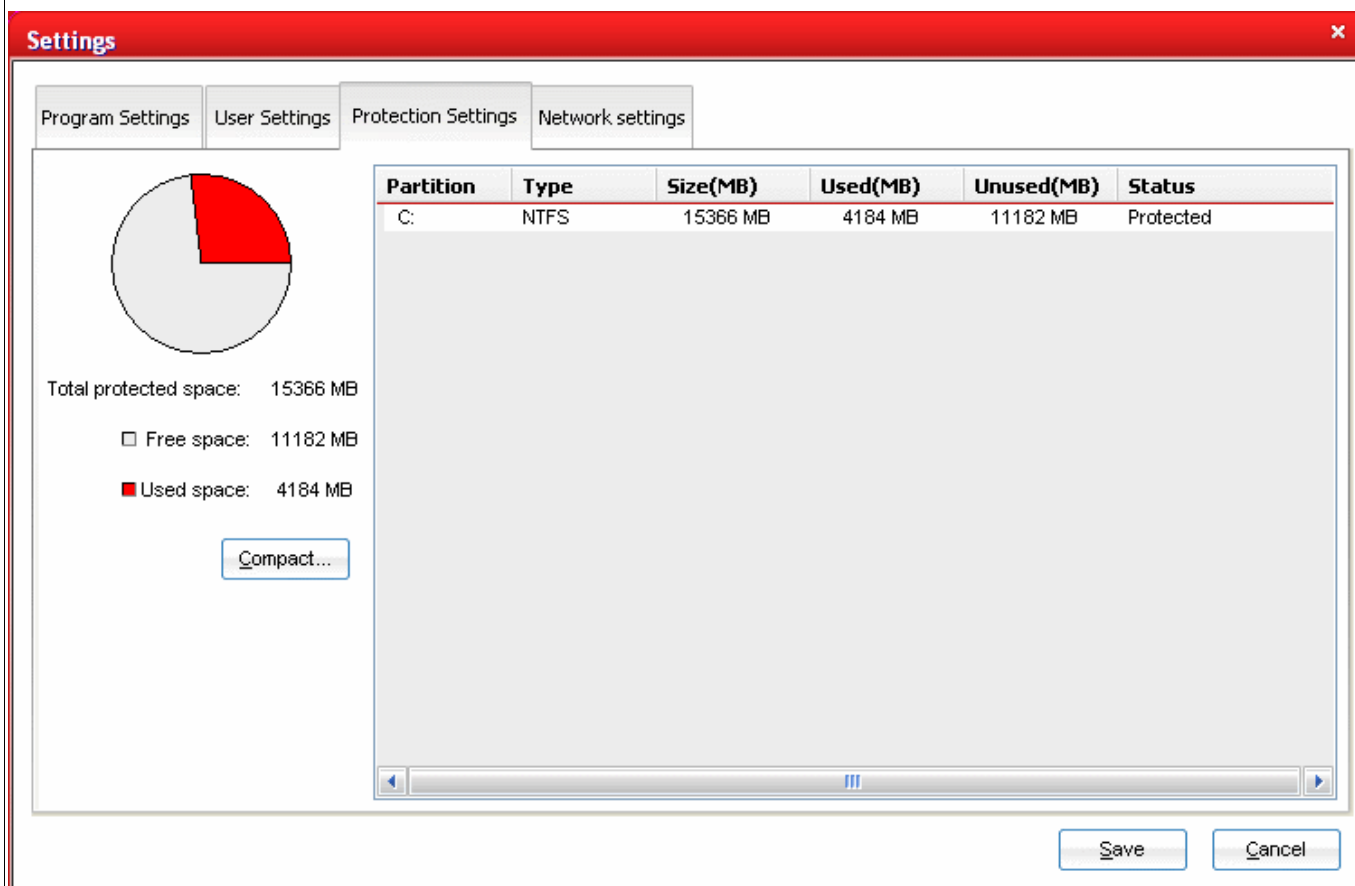 Settings
Program Settings User Settings Protection Settings Network settings
Partition Type Size(MB) Used(MB) Unused(MB) Status
C: NTFS 15366 MB 4184 MB 11182 MB Protected
Total protected space: 15366 MB
Free space: 11182 MB
Used space: 4184 MB
Compact...
Save Cancel